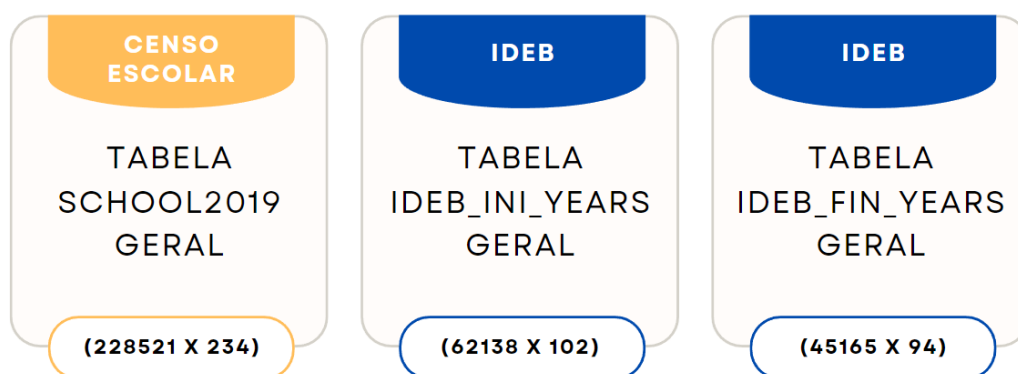 CENSO
ESCOLAR
TABELA
SCHOOL2019
GERAL
(228521 X 234)
IDEB
TABELA
IDEB_INI_YEARS
GERAL
(62138 X 102)
IDEB
TABELA
IDEB_FIN_YEARS
GERAL
(45165 X 94)